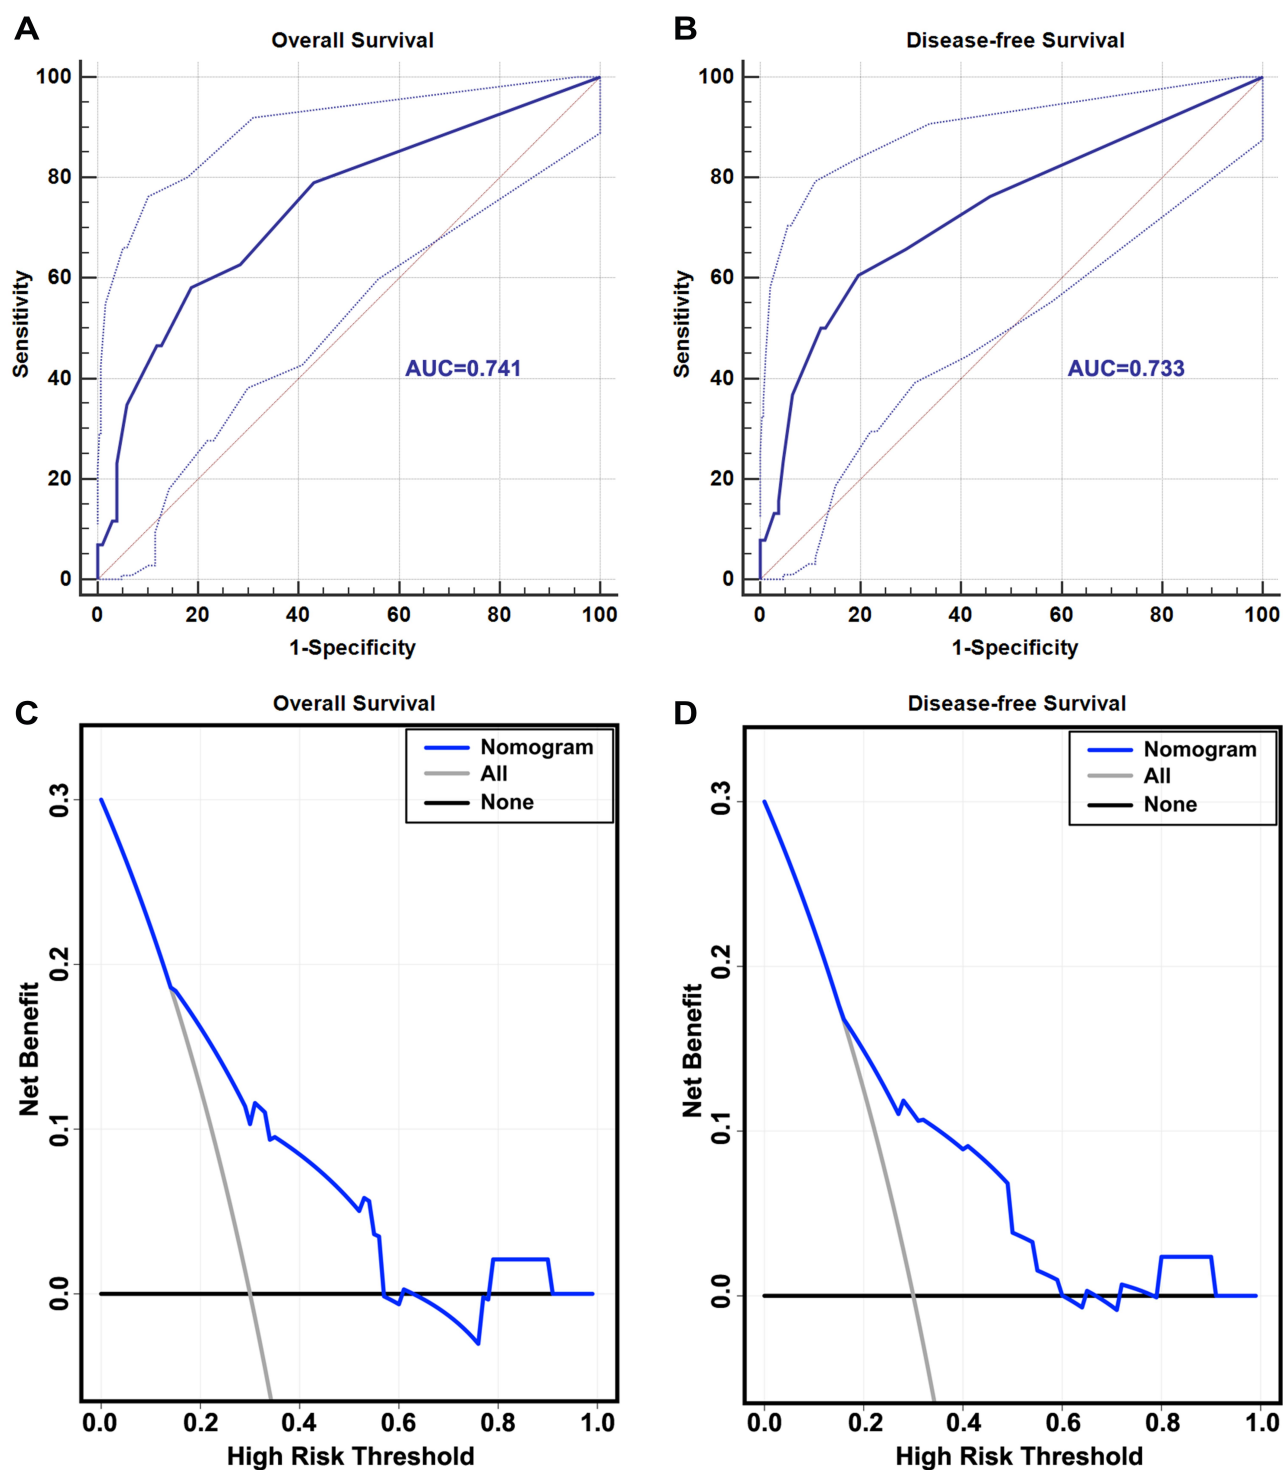 A
Overall Survival
100
80
60
40
20
0
Sensitivity
AUC=0.741
0 20 40 60 80 100
1-Specificity
B
Disease-free Survival
100
80
60
40
20
0
Sensitivity
AUC=0.733
0 20 40 60 80 100
1-Specificity
C
Overall Survival
Nomogram
All
None
0.3
0.2
0.1
0.0
Net Benefit
0.0 0.2 0.4 0.6 0.8 1.0
High Risk Threshold
D
Disease-free Survival
Nomogram
All
None
0.3
0.2
0.1
0.0
Net Benefit
0.0 0.2 0.4 0.6 0.8 1.0
High Risk Threshold